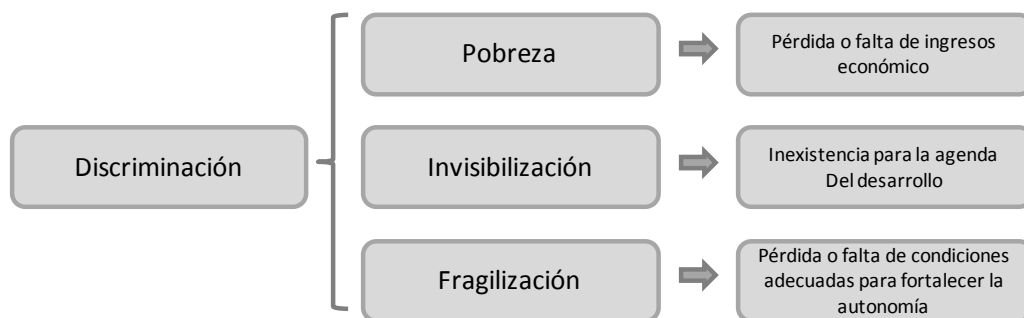 Pobreza
Pérdida o falta de ingresos
económico
Discriminación
Invisibilización
Inexistencia para la agenda
Del desarrollo
Fragilización
Pérdida o falta de condiciones
adecuadas para fortalecer la
autonomía